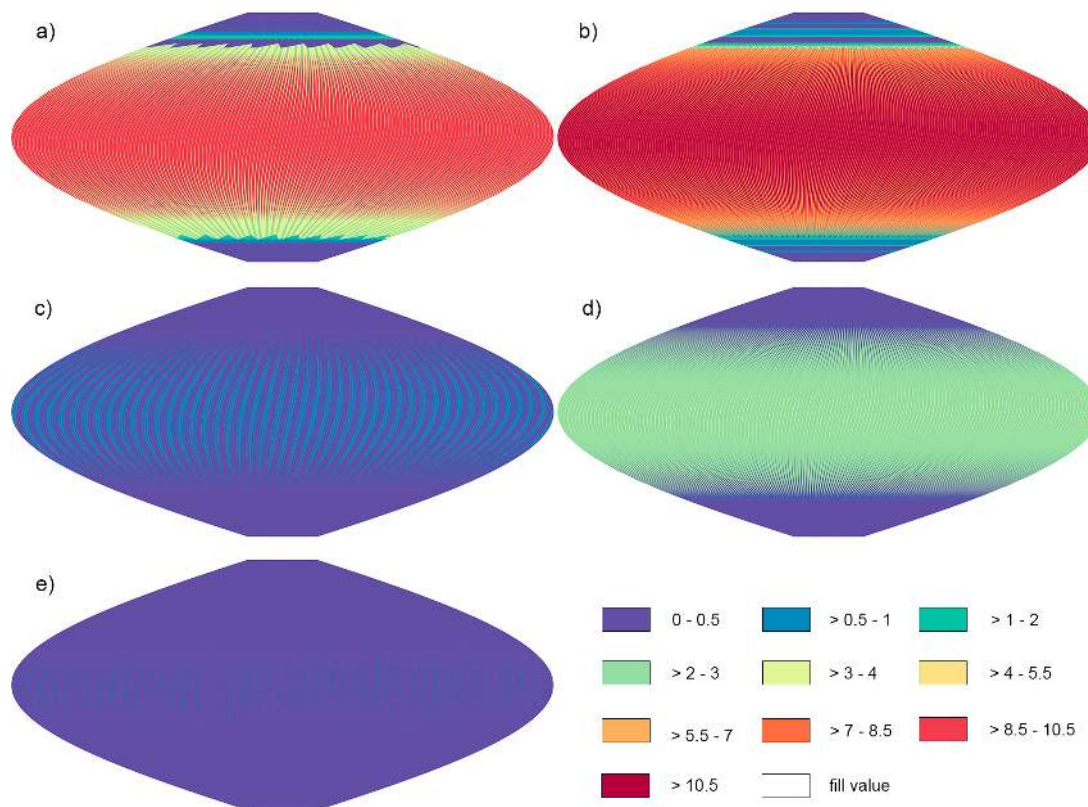 a)
b)
c)
d)
e)
0 - 0.5
> 0.5 - 1
> 1 - 2
> 2 - 3
> 3 - 4
> 4 - 5.5
> 5.5 - 7
> 7 - 8.5
> 8.5 - 10.5
> 10.5
fill value